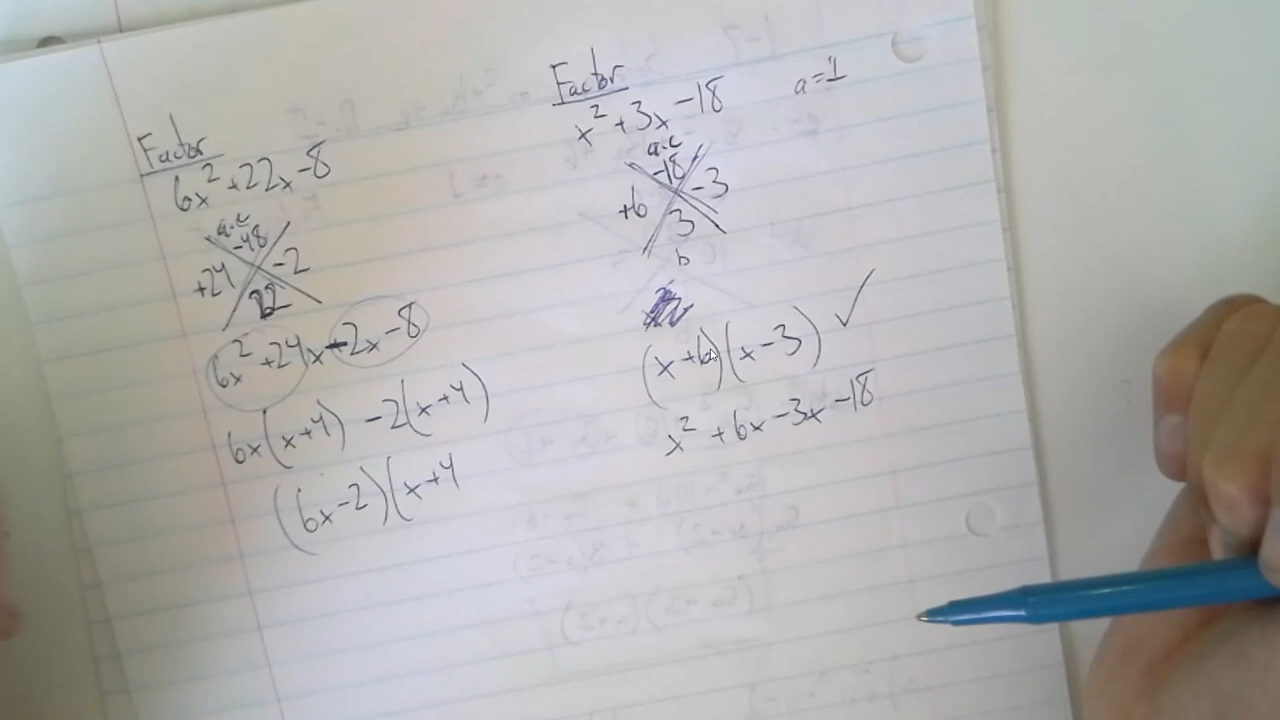 Factor
6x² +22x -8
a·c
-48
+24 -2
22
6x² +24x -2x -8
6x(x+4) -2(x+4)
(6x-2)(x+4
Factor
x² +3x -18 a=1
a·c
-18
+6 -3
3
b
(x+6)(x-3) ✓
x² +6x -3x -18